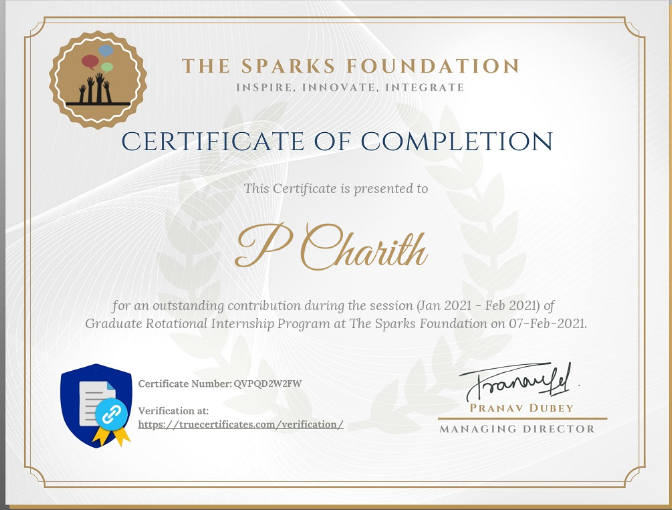 THE SPARKS FOUNDATION
INSPIRE, INNOVATE, INTEGRATE
CERTIFICATE OF COMPLETION
This Certificate is presented to
P Charith
for an outstanding contribution during the session (Jan 2021 - Feb 2021) of
Graduate Rotational Internship Program at The Sparks Foundation on 07-Feb-2021.
Certificate Number: QVPQD2W2FW
Verification at:
https://truecertificates.com/verification/
Pranavdel.
PRANAV DUBEY
MANAGING DIRECTOR